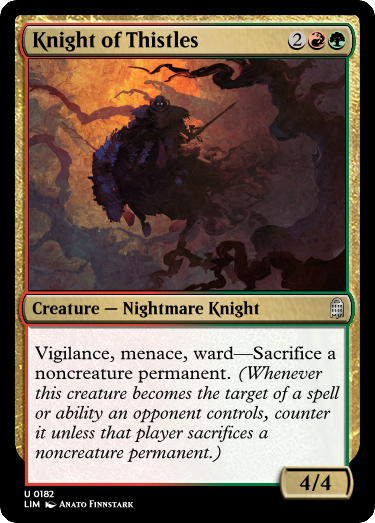 Knight of Thistles 2
Creature — Nightmare Knight
Vigilance, menace, ward—Sacrifice a
noncreature permanent. (Whenever
this creature becomes the target of a spell
or ability an opponent controls, counter
it unless that player sacrifices a
noncreature permanent.)
4/4
U 0182
LIM Anato Finnstark